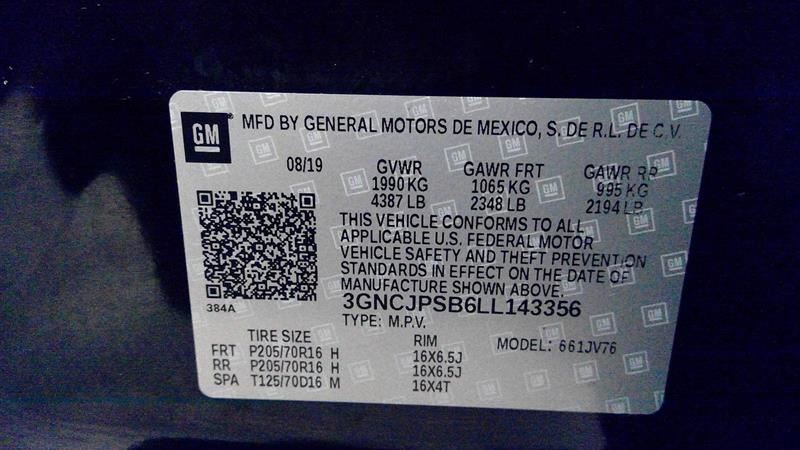 GM® MFD BY GENERAL MOTORS DE MEXICO, S. DE R.L. DE C.V.
08/19 GVWR GAWR FRT GAWR RR
1990 KG 1065 KG 995 KG
4387 LB 2348 LB 2194 LB
THIS VEHICLE CONFORMS TO ALL
APPLICABLE U.S. FEDERAL MOTOR
VEHICLE SAFETY AND THEFT PREVENTION
STANDARDS IN EFFECT ON THE DATE OF
MANUFACTURE SHOWN ABOVE.
384A
3GNCJPSB6LL143356
TYPE: M.P.V.
TIRE SIZE RIM MODEL: 661JV76
FRT P205/70R16 H 16X6.5J
RR P205/70R16 H 16X6.5J
SPA T125/70D16 M 16X4T